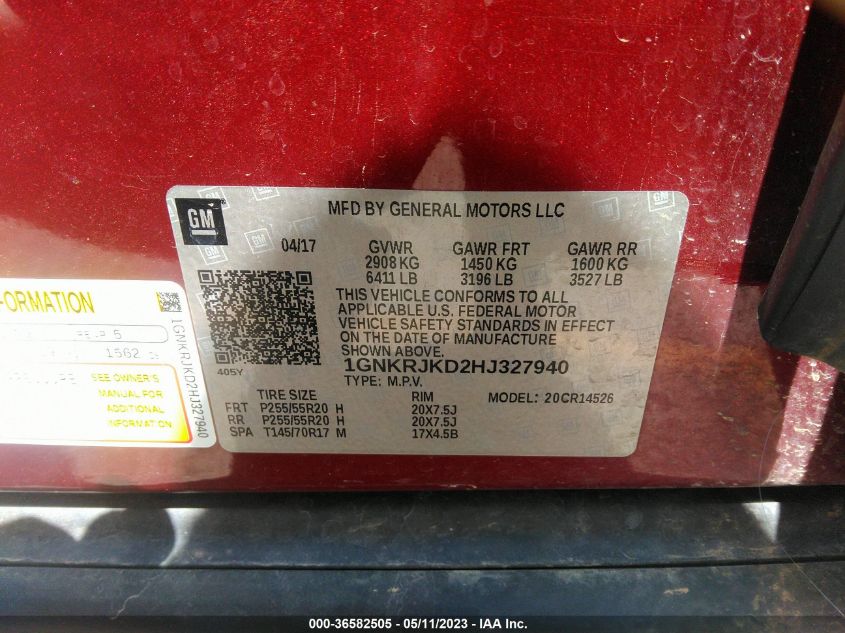 GM
MFD BY GENERAL MOTORS LLC
04/17 GVWR GAWR FRT GAWR RR
2908 KG 1450 KG 1600 KG
6411 LB 3196 LB 3527 LB
THIS VEHICLE CONFORMS TO ALL
APPLICABLE U.S. FEDERAL MOTOR
VEHICLE SAFETY STANDARDS IN EFFECT
ON THE DATE OF MANUFACTURE
SHOWN ABOVE.
405Y
1GNKRJKD2HJ327940
TYPE: M.P.V.
MODEL: 20CR14526
TIRE SIZE RIM
FRT P255/55R20 H 20X7.5J
RR P255/55R20 H 20X7.5J
SPA T145/70R17 M 17X4.5B
FORMATION
5
1562
SEE OWNER'S
MANUAL FOR
ADDITIONAL
INFORMATION
1GNKRJKD2HJ327940
000-36582505 - 05/11/2023 - IAA Inc.